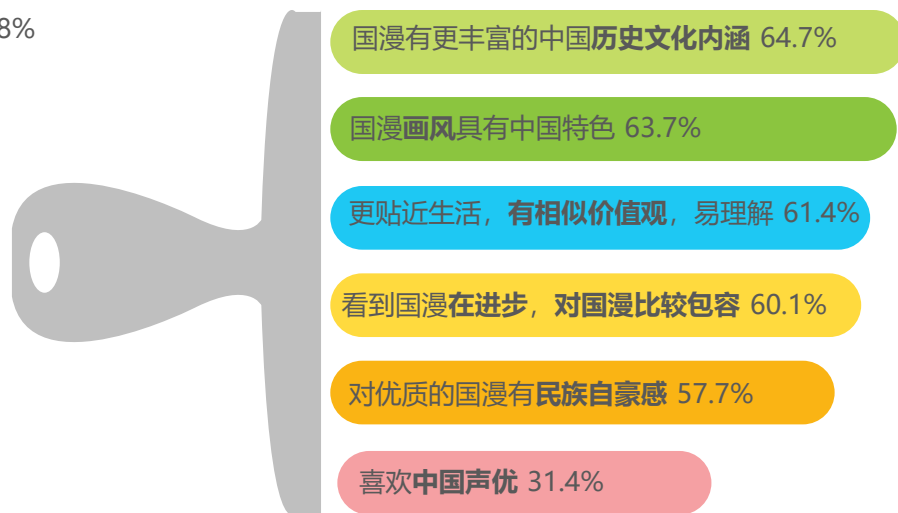 8%
国漫有更丰富的中国历史文化内涵 64.7%
国漫画风具有中国特色 63.7%
更贴近生活，有相似价值观，易理解 61.4%
看到国漫在进步，对国漫比较包容 60.1%
对优质的国漫有民族自豪感 57.7%
喜欢中国声优 31.4%